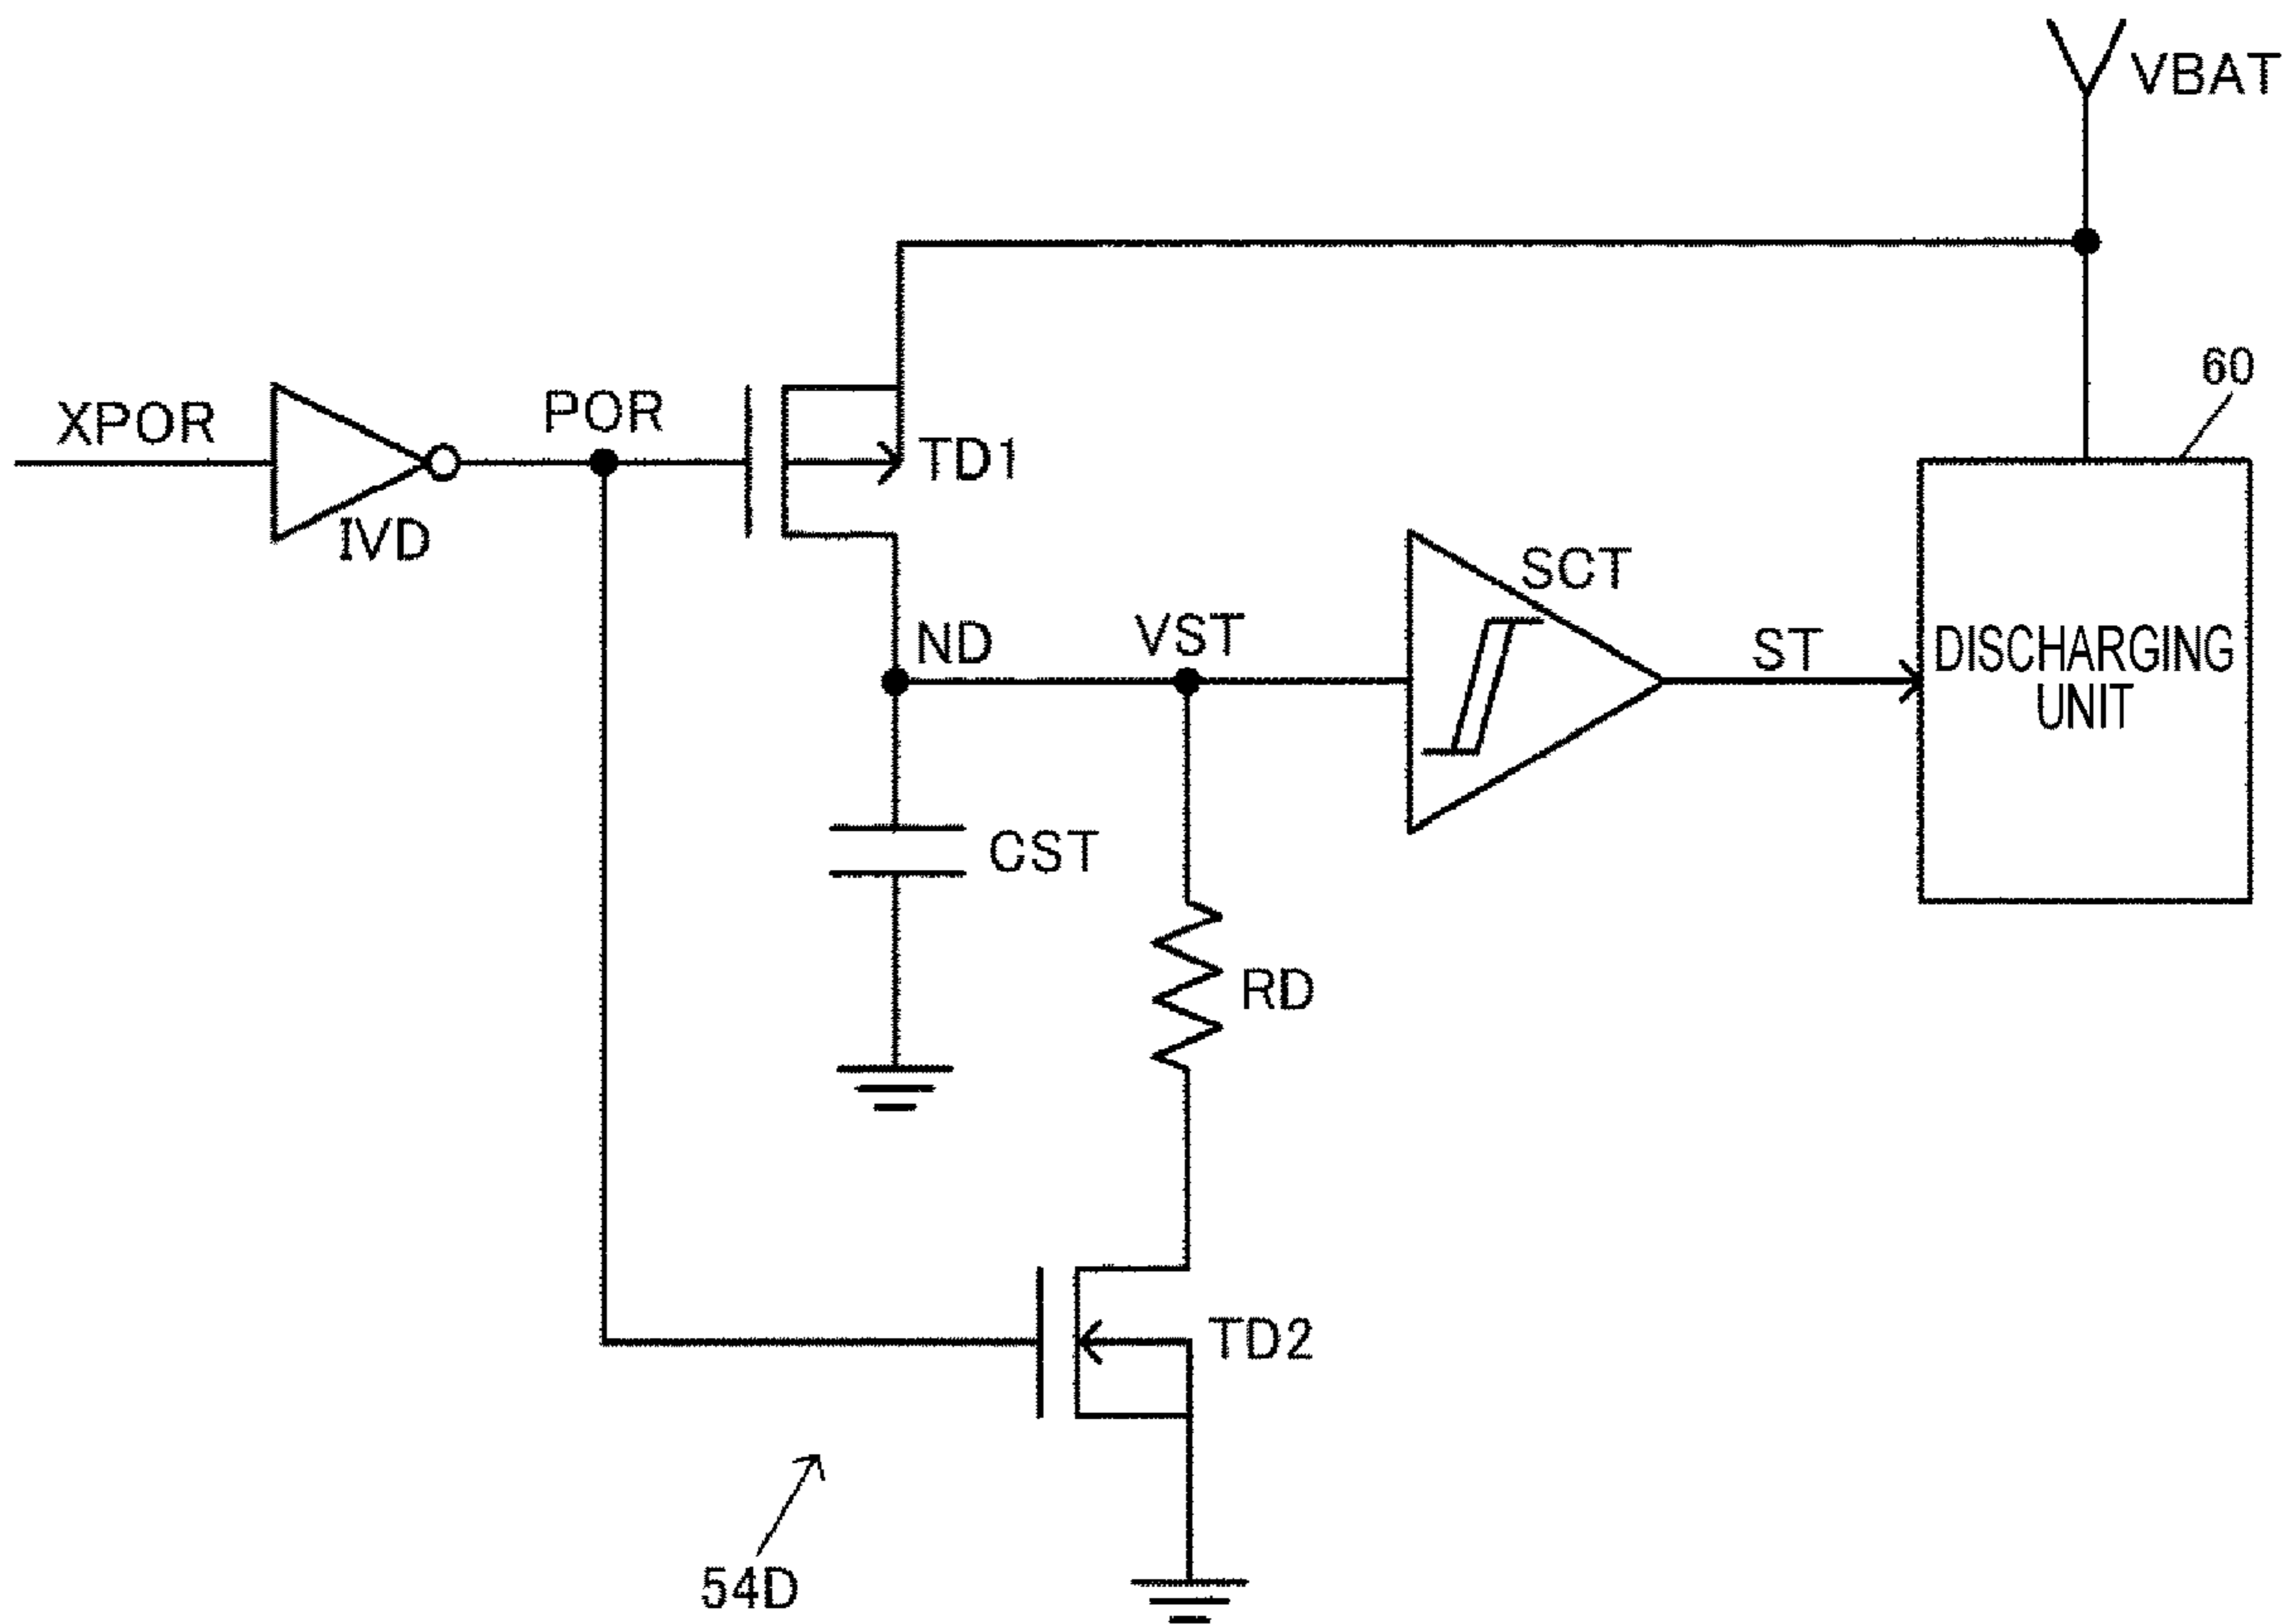 VBAT
60
XPOR
POR
TD1
IVD
SCT
ND
VST
ST
DISCHARGING
UNIT
CST
RD
TD2
54D